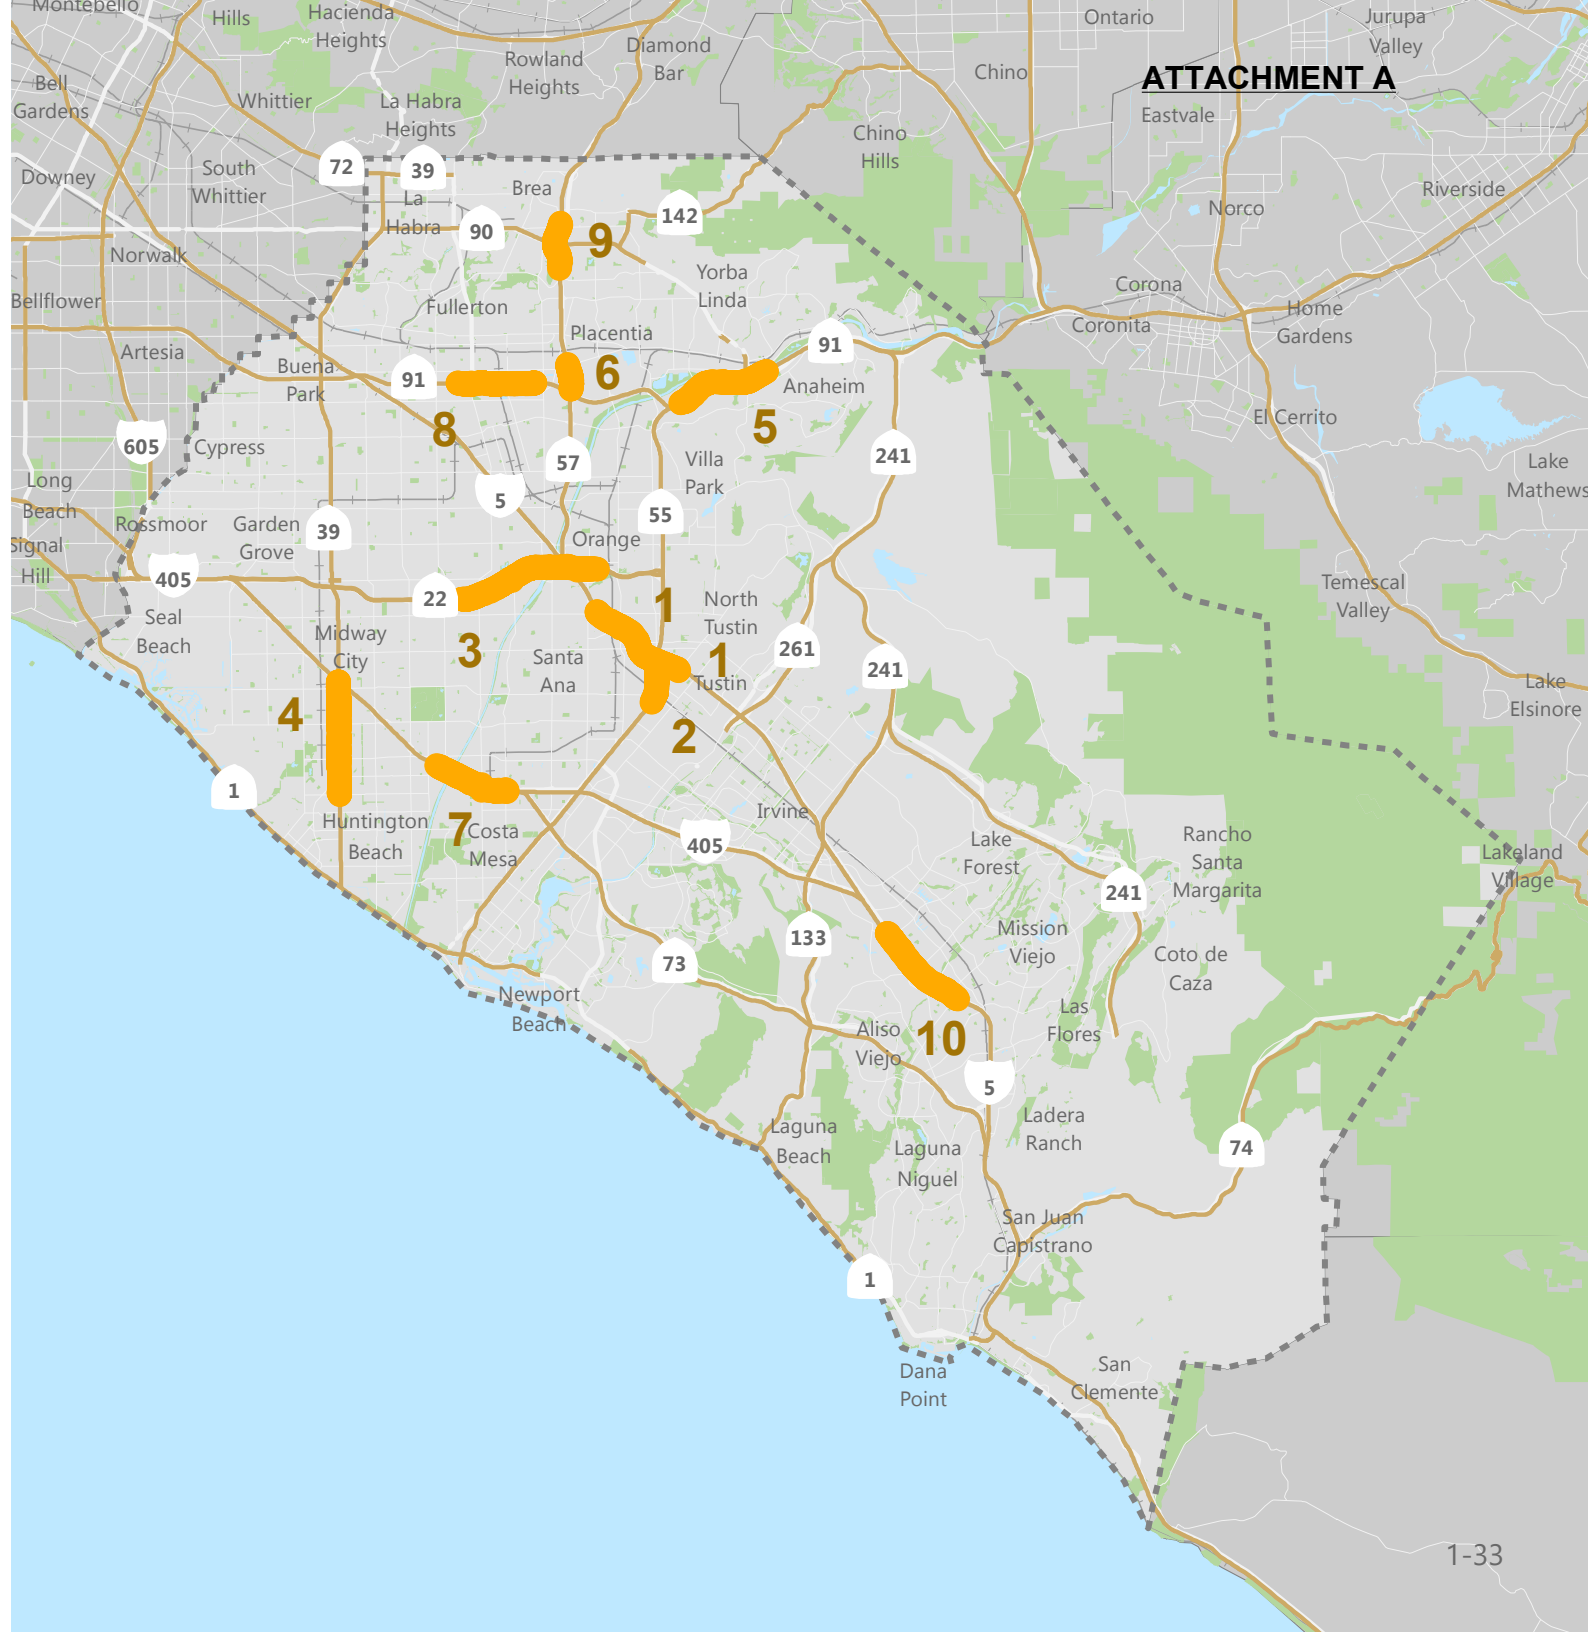 Montebello
Hills
Hacienda
Heights
Rowland
Heights
Diamond
Bar
Ontario
Jurupa
Valley
Chino
ATTACHMENT A
Bell
Gardens
Whittier
La Habra
Heights
Eastvale
Chino
Hills
Downey
South
Whittier
72
39
La
Habra
Brea
142
Riverside
Norco
90
9
Norwalk
Yorba
Linda
Bellflower
Fullerton
Corona
Home
Gardens
Coronita
Artesia
Placentia
91
Buena
Park
91
6
Anaheim
8
5
El Cerrito
605
Cypress
57
Villa
Park
241
Lake
Mathews
Long
Beach
5
55
Rossmoor
Garden
Grove
39
Orange
Signal
Hill
405
22
1
North
Tustin
Temescal
Valley
Seal
Beach
Midway
City
3
Santa
Ana
1
Tustin
261
241
Lake
Elsinore
4
2
1
Huntington
Beach
7
Costa
Mesa
405
Irvine
Lake
Forest
Rancho
Santa
Margarita
Lakeland
Village
241
133
Mission
Viejo
73
Coto de
Caza
Newport
Beach
Las
Flores
Aliso
Viejo
10
5
Laguna
Beach
Ladera
Ranch
Laguna
Niguel
74
San Juan
Capistrano
1
Dana
Point
San
Clemente
1-33